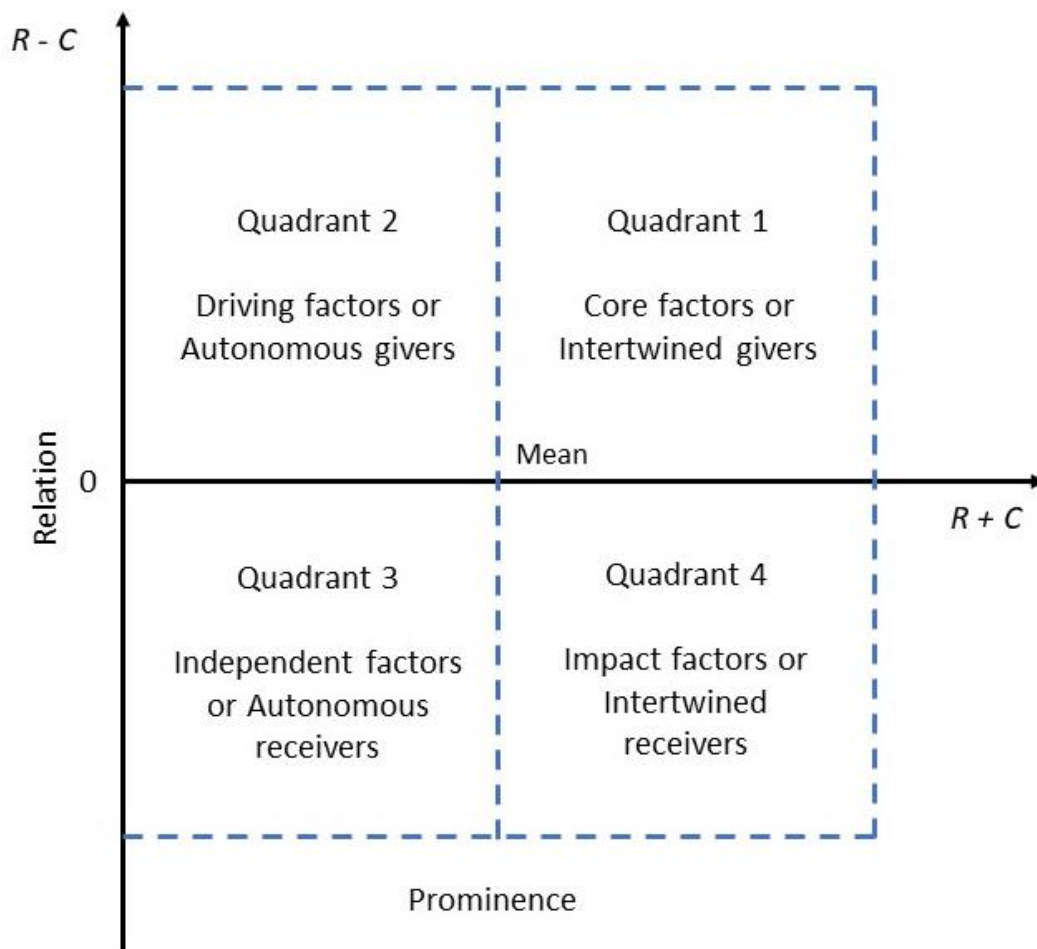 R - C
Quadrant 2
Driving factors or
Autonomous givers
Quadrant 1
Core factors or
Intertwined givers
Relation
0
Mean
R + C
Quadrant 3
Independent factors
or Autonomous
receivers
Quadrant 4
Impact factors or
Intertwined
receivers
Prominence